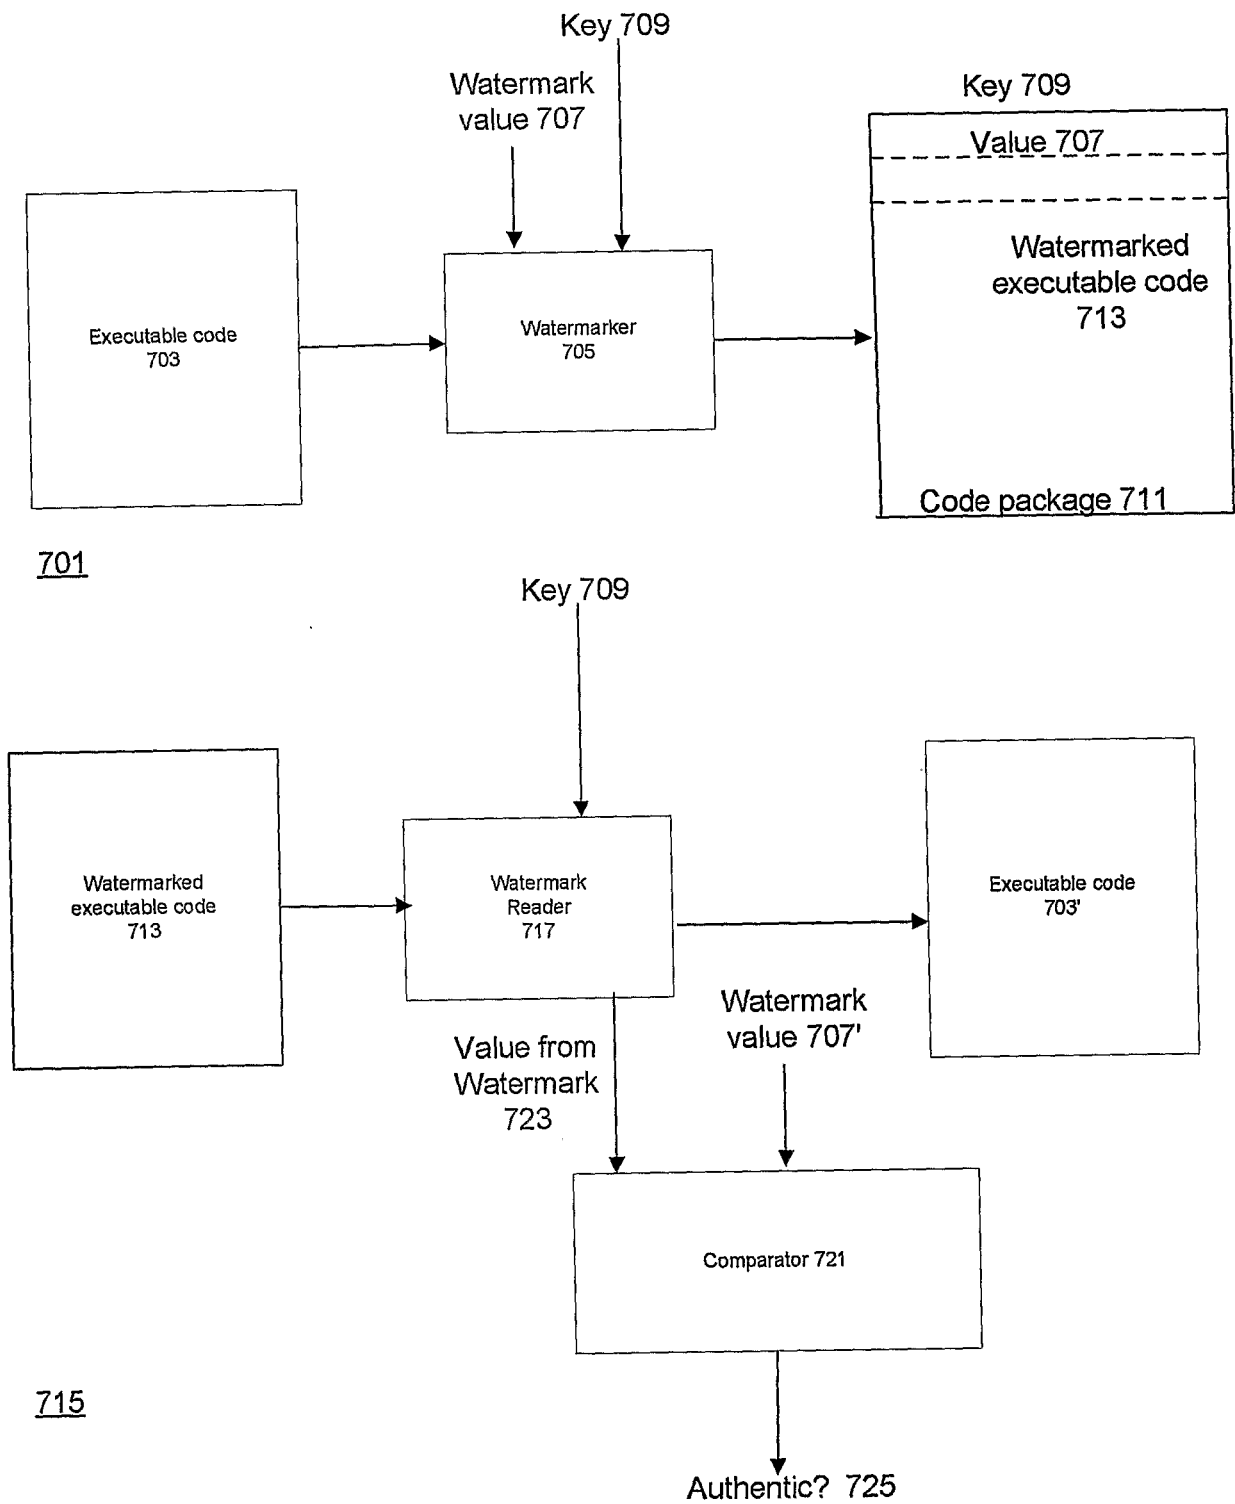 Key 709
Watermark
value 707
Key 709
Value 707
Watermarked
executable code
713
Executable code
703
Watermarker
705
Code package 711
701
Key 709
Watermarked
executable code
713
Watermark
Reader
717
Executable code
703'
Watermark
value 707'
Value from
Watermark
723
Comparator 721
715
Authentic? 725